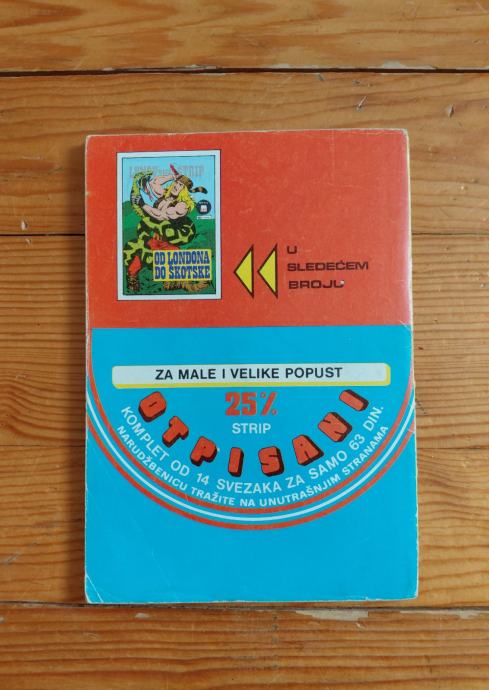 STRIP
OD LONDONA
DO ŠKOTSKE
U
SLEDEĆEM
BROJU
ZA MALE I VELIKE POPUST
25%
STRIP
OTPISANI
KOMPLET OD 14 SVEZAKA ZA SAMO 63 DIN.
NARUDŽBENICU TRAŽITE NA UNUTRAŠNJIM STRANAMA